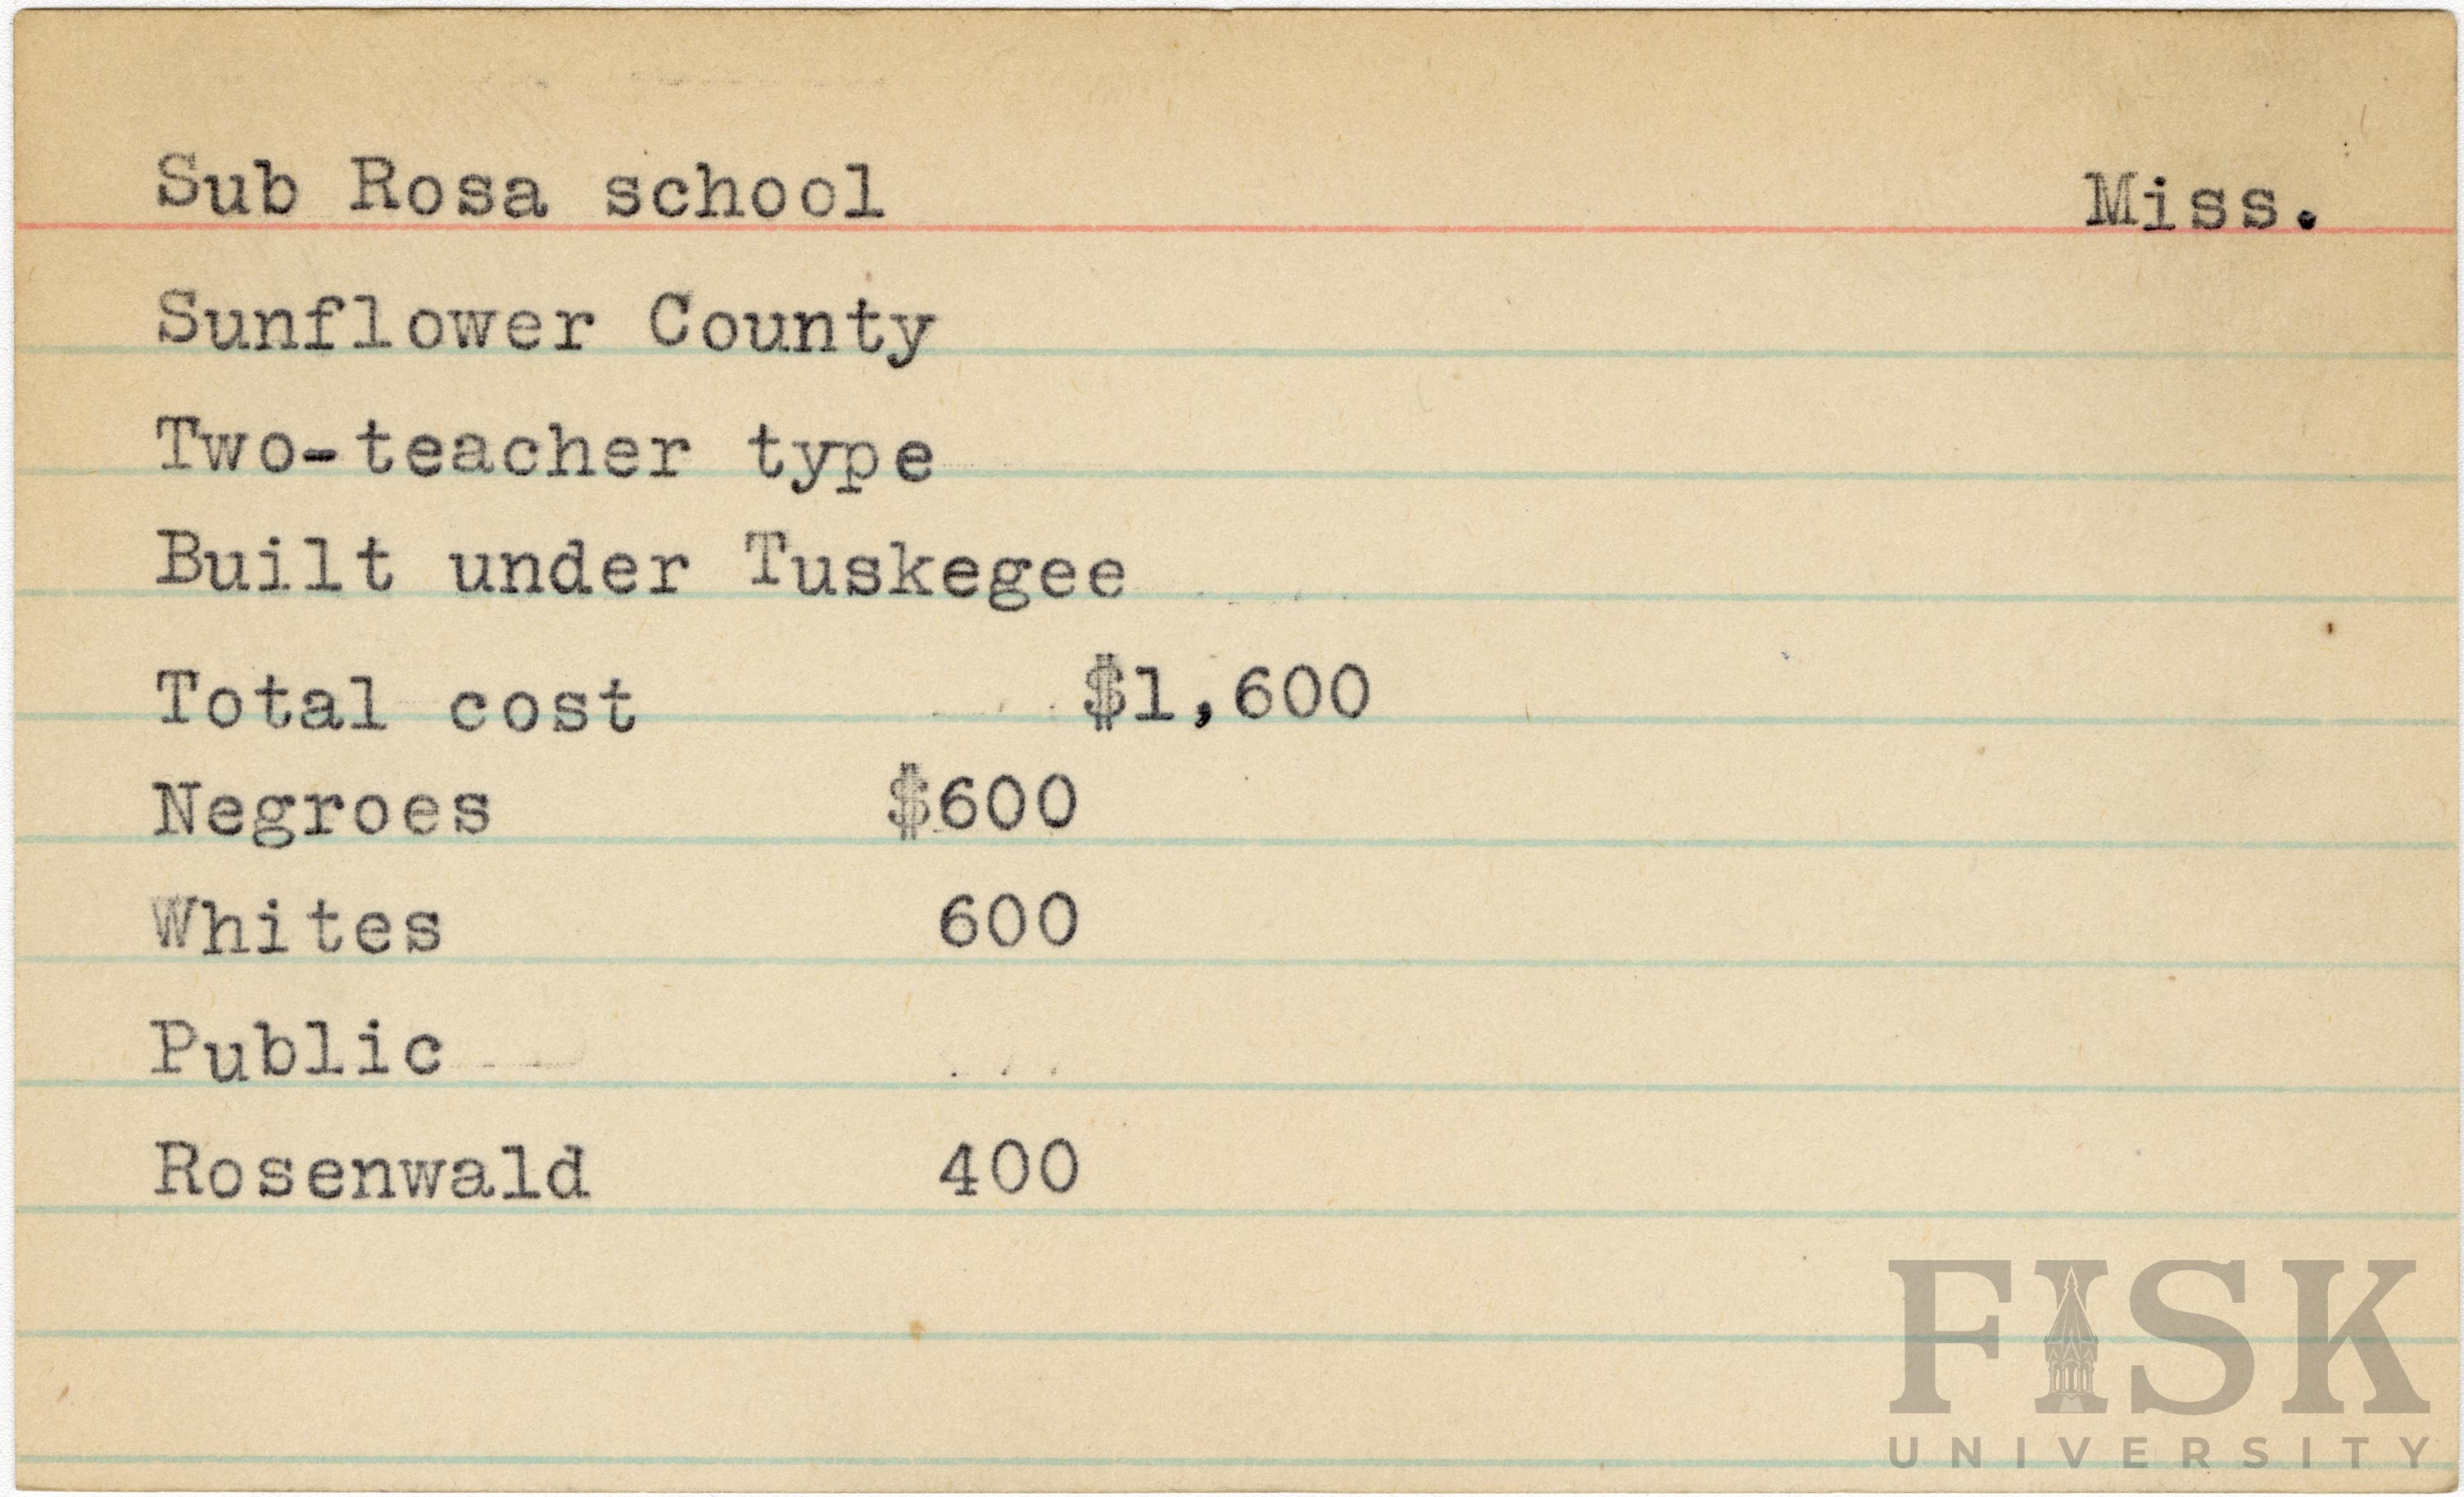 Sub Rosa school Miss.
Sunflower County
Two-teacher type
Built under Tuskegee
Total cost $1,600
Negroes $600
Whites 600
Public
Rosenwald 400
FISK
UNIVERSITY